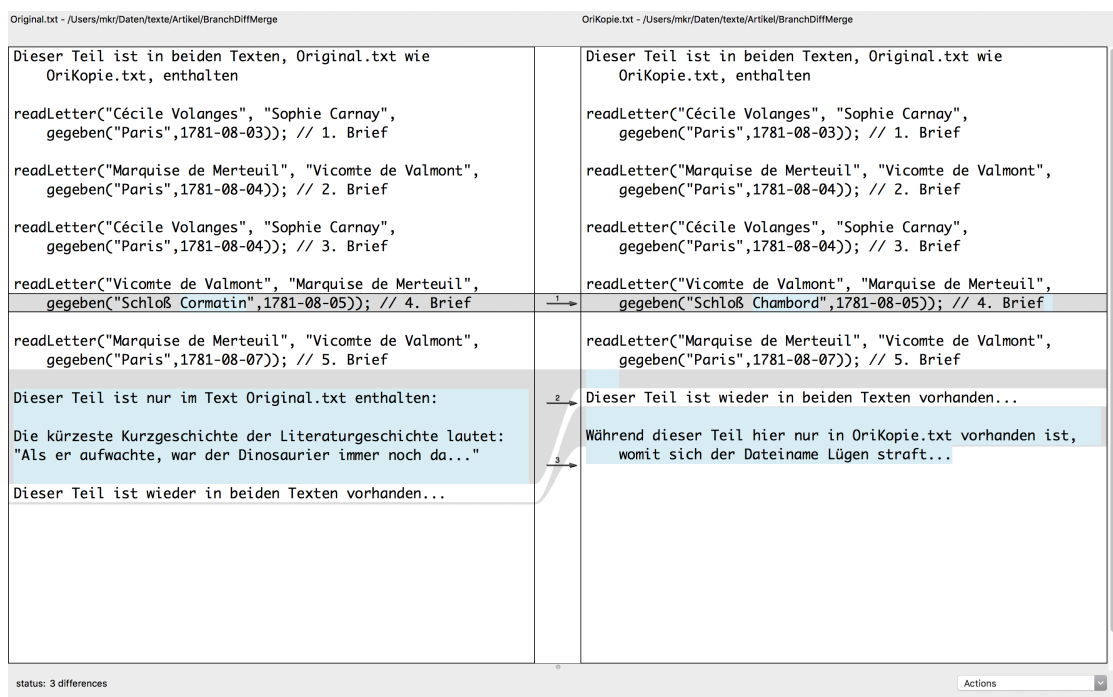 Original.txt - /Users/mkr/Daten/texte/Artikel/BranchDiffMerge
Dieser Teil ist in beiden Texten, Original.txt wie
OriKopie.txt, enthalten
readLetter("Cécile Volanges", "Sophie Carnay",
gegeben("Paris",1781-08-03)); // 1. Brief
readLetter("Marquise de Merteuil", "Vicomte de Valmont",
gegeben("Paris",1781-08-04)); // 2. Brief
readLetter("Cécile Volanges", "Sophie Carnay",
gegeben("Paris",1781-08-04)); // 3. Brief
readLetter("Vicomte de Valmont", "Marquise de Merteuil",
gegeben("Schloß Cormatin",1781-08-05)); // 4. Brief
readLetter("Marquise de Merteuil", "Vicomte de Valmont",
gegeben("Paris",1781-08-07)); // 5. Brief
Dieser Teil ist nur im Text Original.txt enthalten:
Die kürzeste Kurzgeschichte der Literaturgeschichte lautet:
"Als er aufwachte, war der Dinosaurier immer noch da..."
Dieser Teil ist wieder in beiden Texten vorhanden...
1
2
3
OriKopie.txt - /Users/mkr/Daten/texte/Artikel/BranchDiffMerge
Dieser Teil ist in beiden Texten, Original.txt wie
OriKopie.txt, enthalten
readLetter("Cécile Volanges", "Sophie Carnay",
gegeben("Paris",1781-08-03)); // 1. Brief
readLetter("Marquise de Merteuil", "Vicomte de Valmont",
gegeben("Paris",1781-08-04)); // 2. Brief
readLetter("Cécile Volanges", "Sophie Carnay",
gegeben("Paris",1781-08-04)); // 3. Brief
readLetter("Vicomte de Valmont", "Marquise de Merteuil",
gegeben("Schloß Chambord",1781-08-05)); // 4. Brief
readLetter("Marquise de Merteuil", "Vicomte de Valmont",
gegeben("Paris",1781-08-07)); // 5. Brief
Dieser Teil ist wieder in beiden Texten vorhanden...
Während dieser Teil hier nur in OriKopie.txt vorhanden ist,
womit sich der Dateiname Lügen straft...
status: 3 differences
Actions